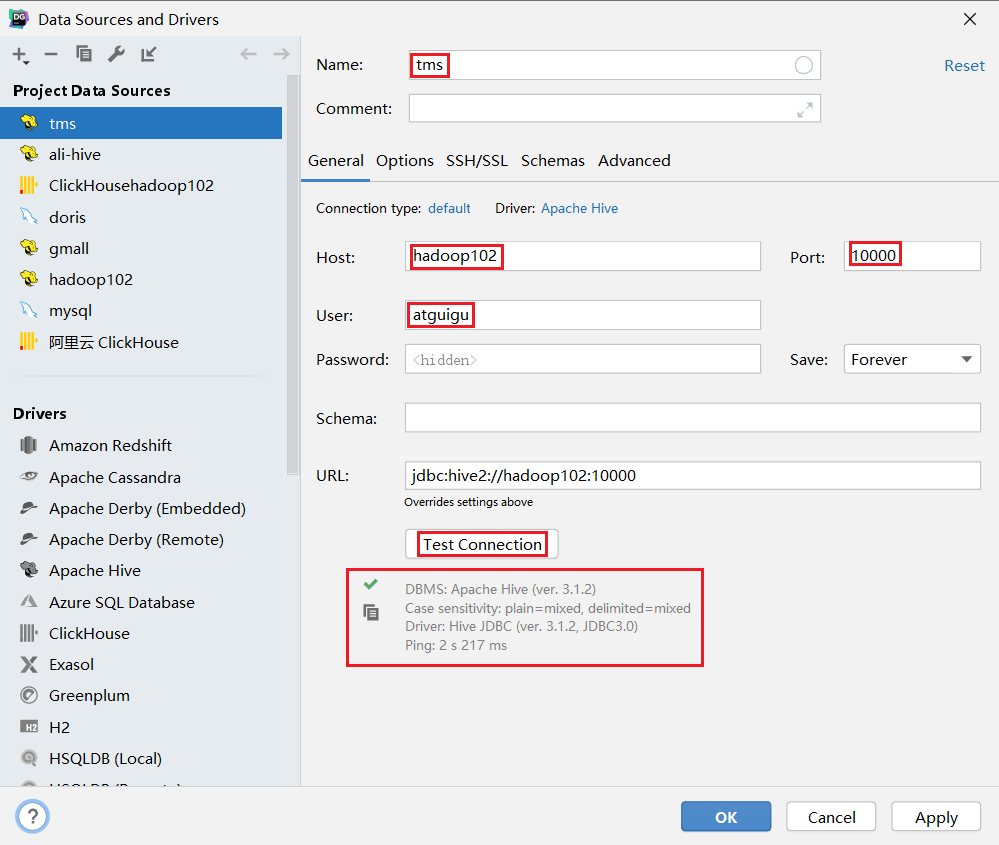 DG Data Sources and Drivers
Project Data Sources
tms
ali-hive
ClickHousehadoop102
doris
gmall
hadoop102
mysql
阿里云 ClickHouse
Drivers
Amazon Redshift
Apache Cassandra
Apache Derby (Embedded)
Apache Derby (Remote)
Apache Hive
Azure SQL Database
ClickHouse
Exasol
Greenplum
H2 H2
HSQLDB (Local)
Name: tms
Reset
Comment:
General Options SSH/SSL Schemas Advanced
Connection type: default Driver: Apache Hive
Host: hadoop102 Port: 10000
User: atguigu
Password: <hidden> Save: Forever
Schema:
URL: jdbc:hive2://hadoop102:10000
Overrides settings above
Test Connection
DBMS: Apache Hive (ver. 3.1.2)
Case sensitivity: plain=mixed, delimited=mixed
Driver: Hive JDBC (ver. 3.1.2, JDBC3.0)
Ping: 2 s 217 ms
? OK Cancel Apply